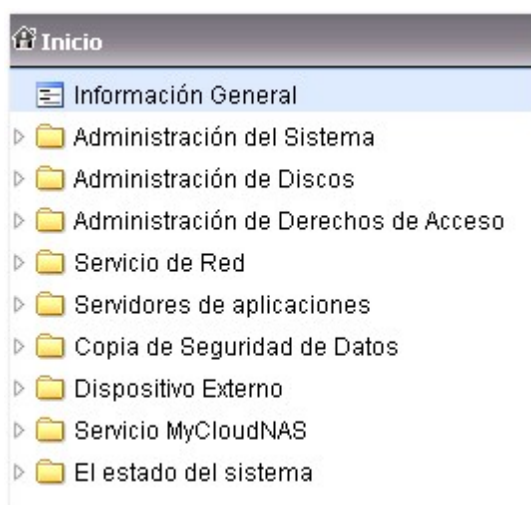 Inicio
Información General
Administración del Sistema
Administración de Discos
Administración de Derechos de Acceso
Servicio de Red
Servidores de aplicaciones
Copia de Seguridad de Datos
Dispositivo Externo
Servicio MyCloudNAS
El estado del sistema